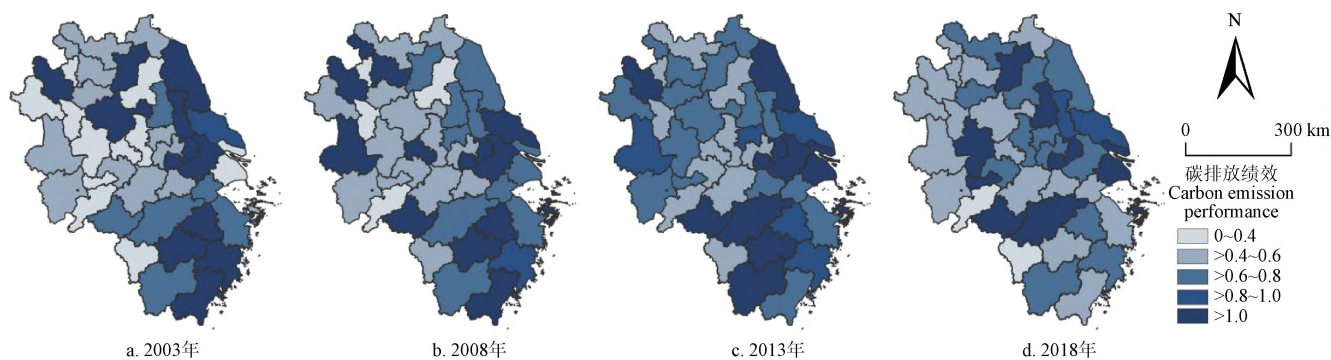 N
0 300 km
碳排放绩效
Carbon emission
performance
0~0.4
>0.4~0.6
>0.6~0.8
>0.8~1.0
>1.0
a. 2003年 b. 2008年 c. 2013年 d. 2018年